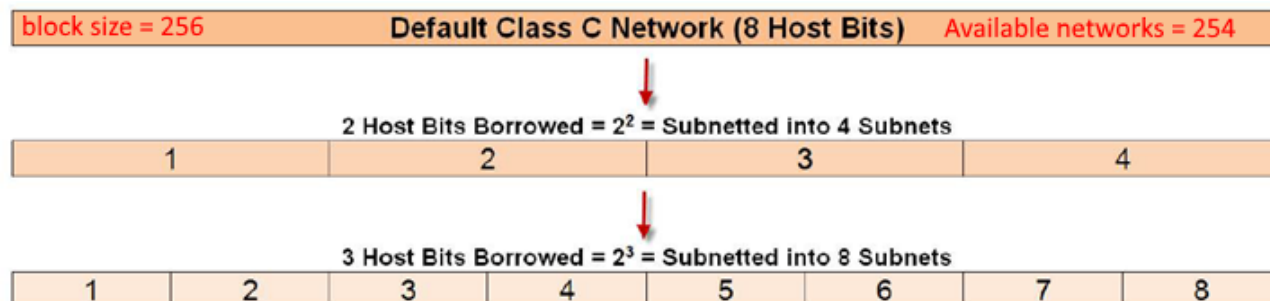 block size = 256 Default Class C Network (8 Host Bits) Available networks = 254
2 Host Bits Borrowed = 2² = Subnetted into 4 Subnets
1 2 3 4
3 Host Bits Borrowed = 2³ = Subnetted into 8 Subnets
1 2 3 4 5 6 7 8